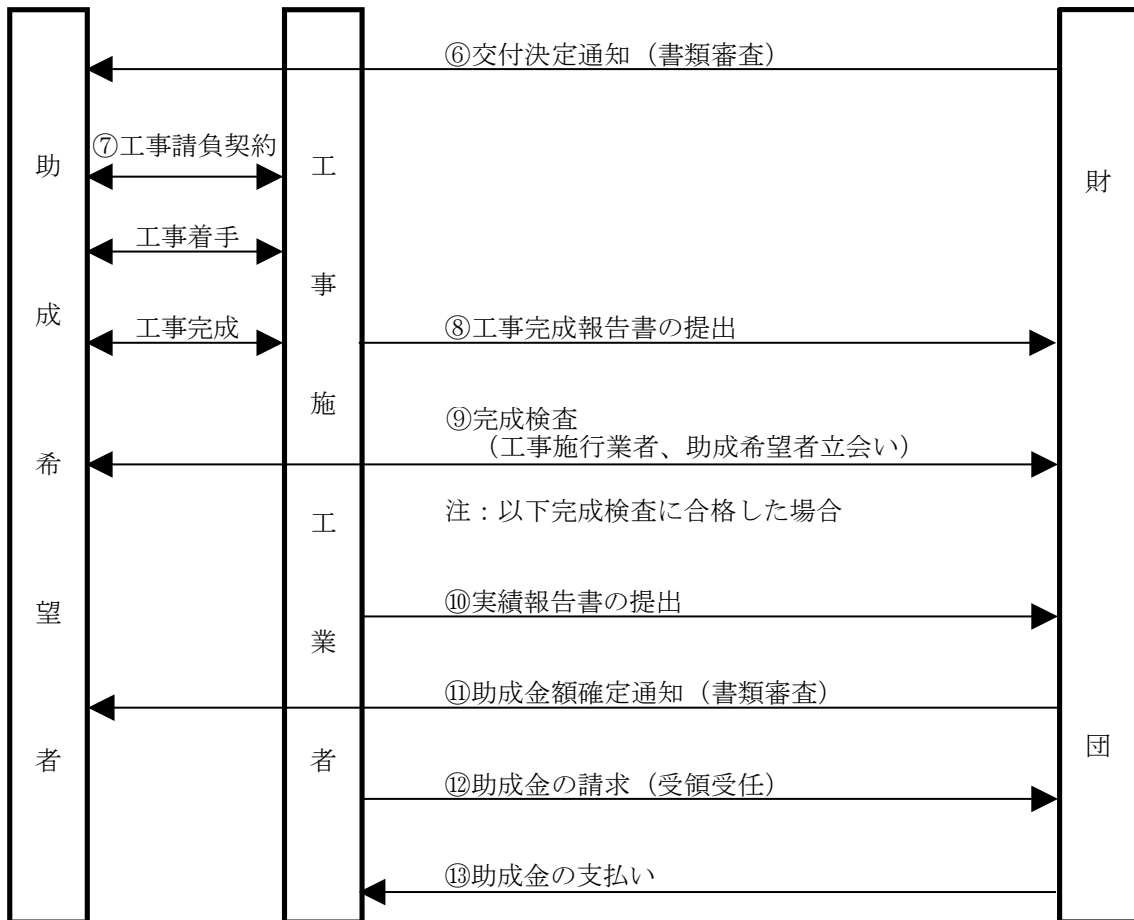 ⑥交付決定通知（書類審査）
⑦工事請負契約
工事着手
工事完成
⑧工事完成報告書の提出
⑨完成検査
（工事施行業者、助成希望者立会い）
注：以下完成検査に合格した場合
⑩実績報告書の提出
⑪助成金額確定通知（書類審査）
⑫助成金の請求（受領受任）
⑬助成金の支払い
助成希望者
工事施工業者
財団